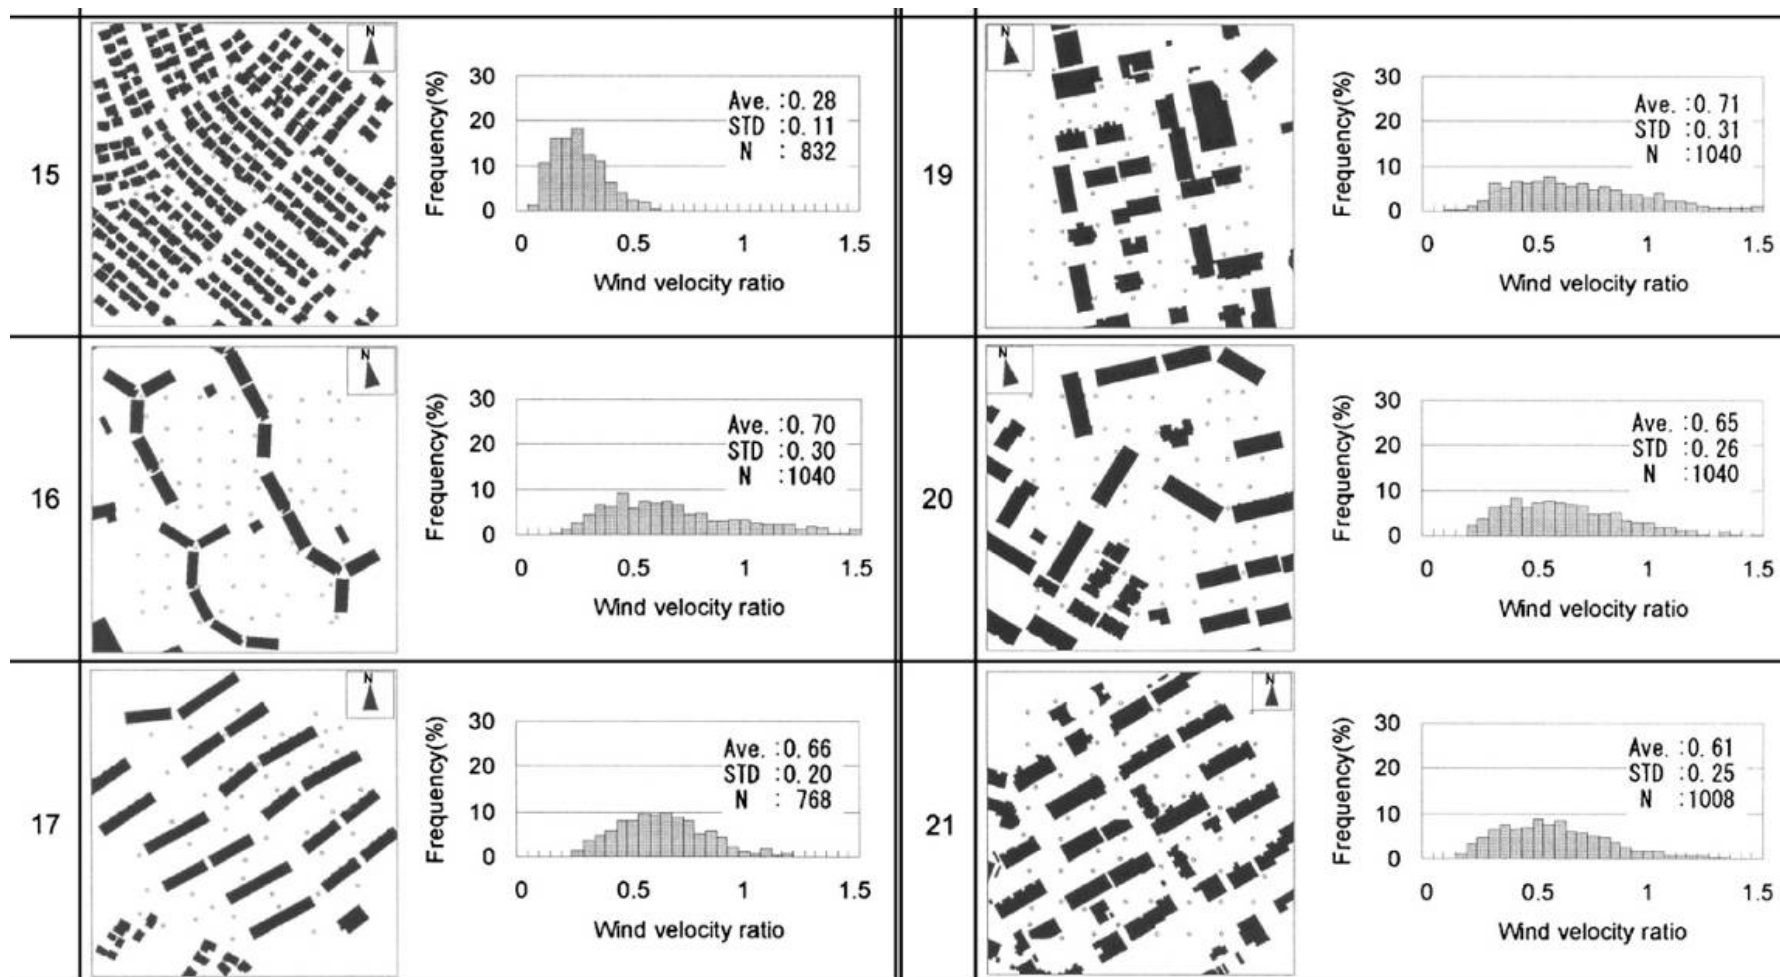 15
N
Frequency(%)
30
20
10
0
Ave. :0.28
STD :0.11
N : 832
0 0.5 1 1.5
Wind velocity ratio
19
N
Frequency(%)
30
20
10
0
Ave. :0.71
STD :0.31
N :1040
0 0.5 1 1.5
Wind velocity ratio
16
N
Frequency(%)
30
20
10
0
Ave. :0.70
STD :0.30
N :1040
0 0.5 1 1.5
Wind velocity ratio
20
N
Frequency(%)
30
20
10
0
Ave. :0.65
STD :0.26
N :1040
0 0.5 1 1.5
Wind velocity ratio
17
N
Frequency(%)
30
20
10
0
Ave. :0.66
STD :0.20
N : 768
0 0.5 1 1.5
Wind velocity ratio
21
N
Frequency(%)
30
20
10
0
Ave. :0.61
STD :0.25
N :1008
0 0.5 1 1.5
Wind velocity ratio